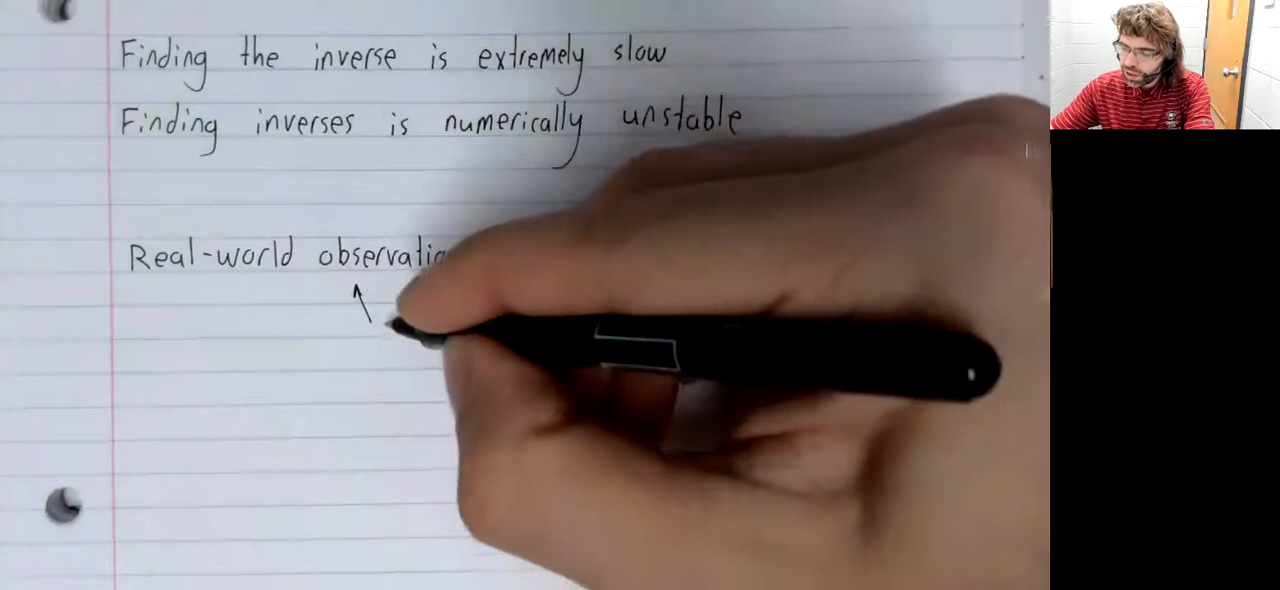 Finding the inverse is extremely slow
Finding inverses is numerically unstable
Real-world